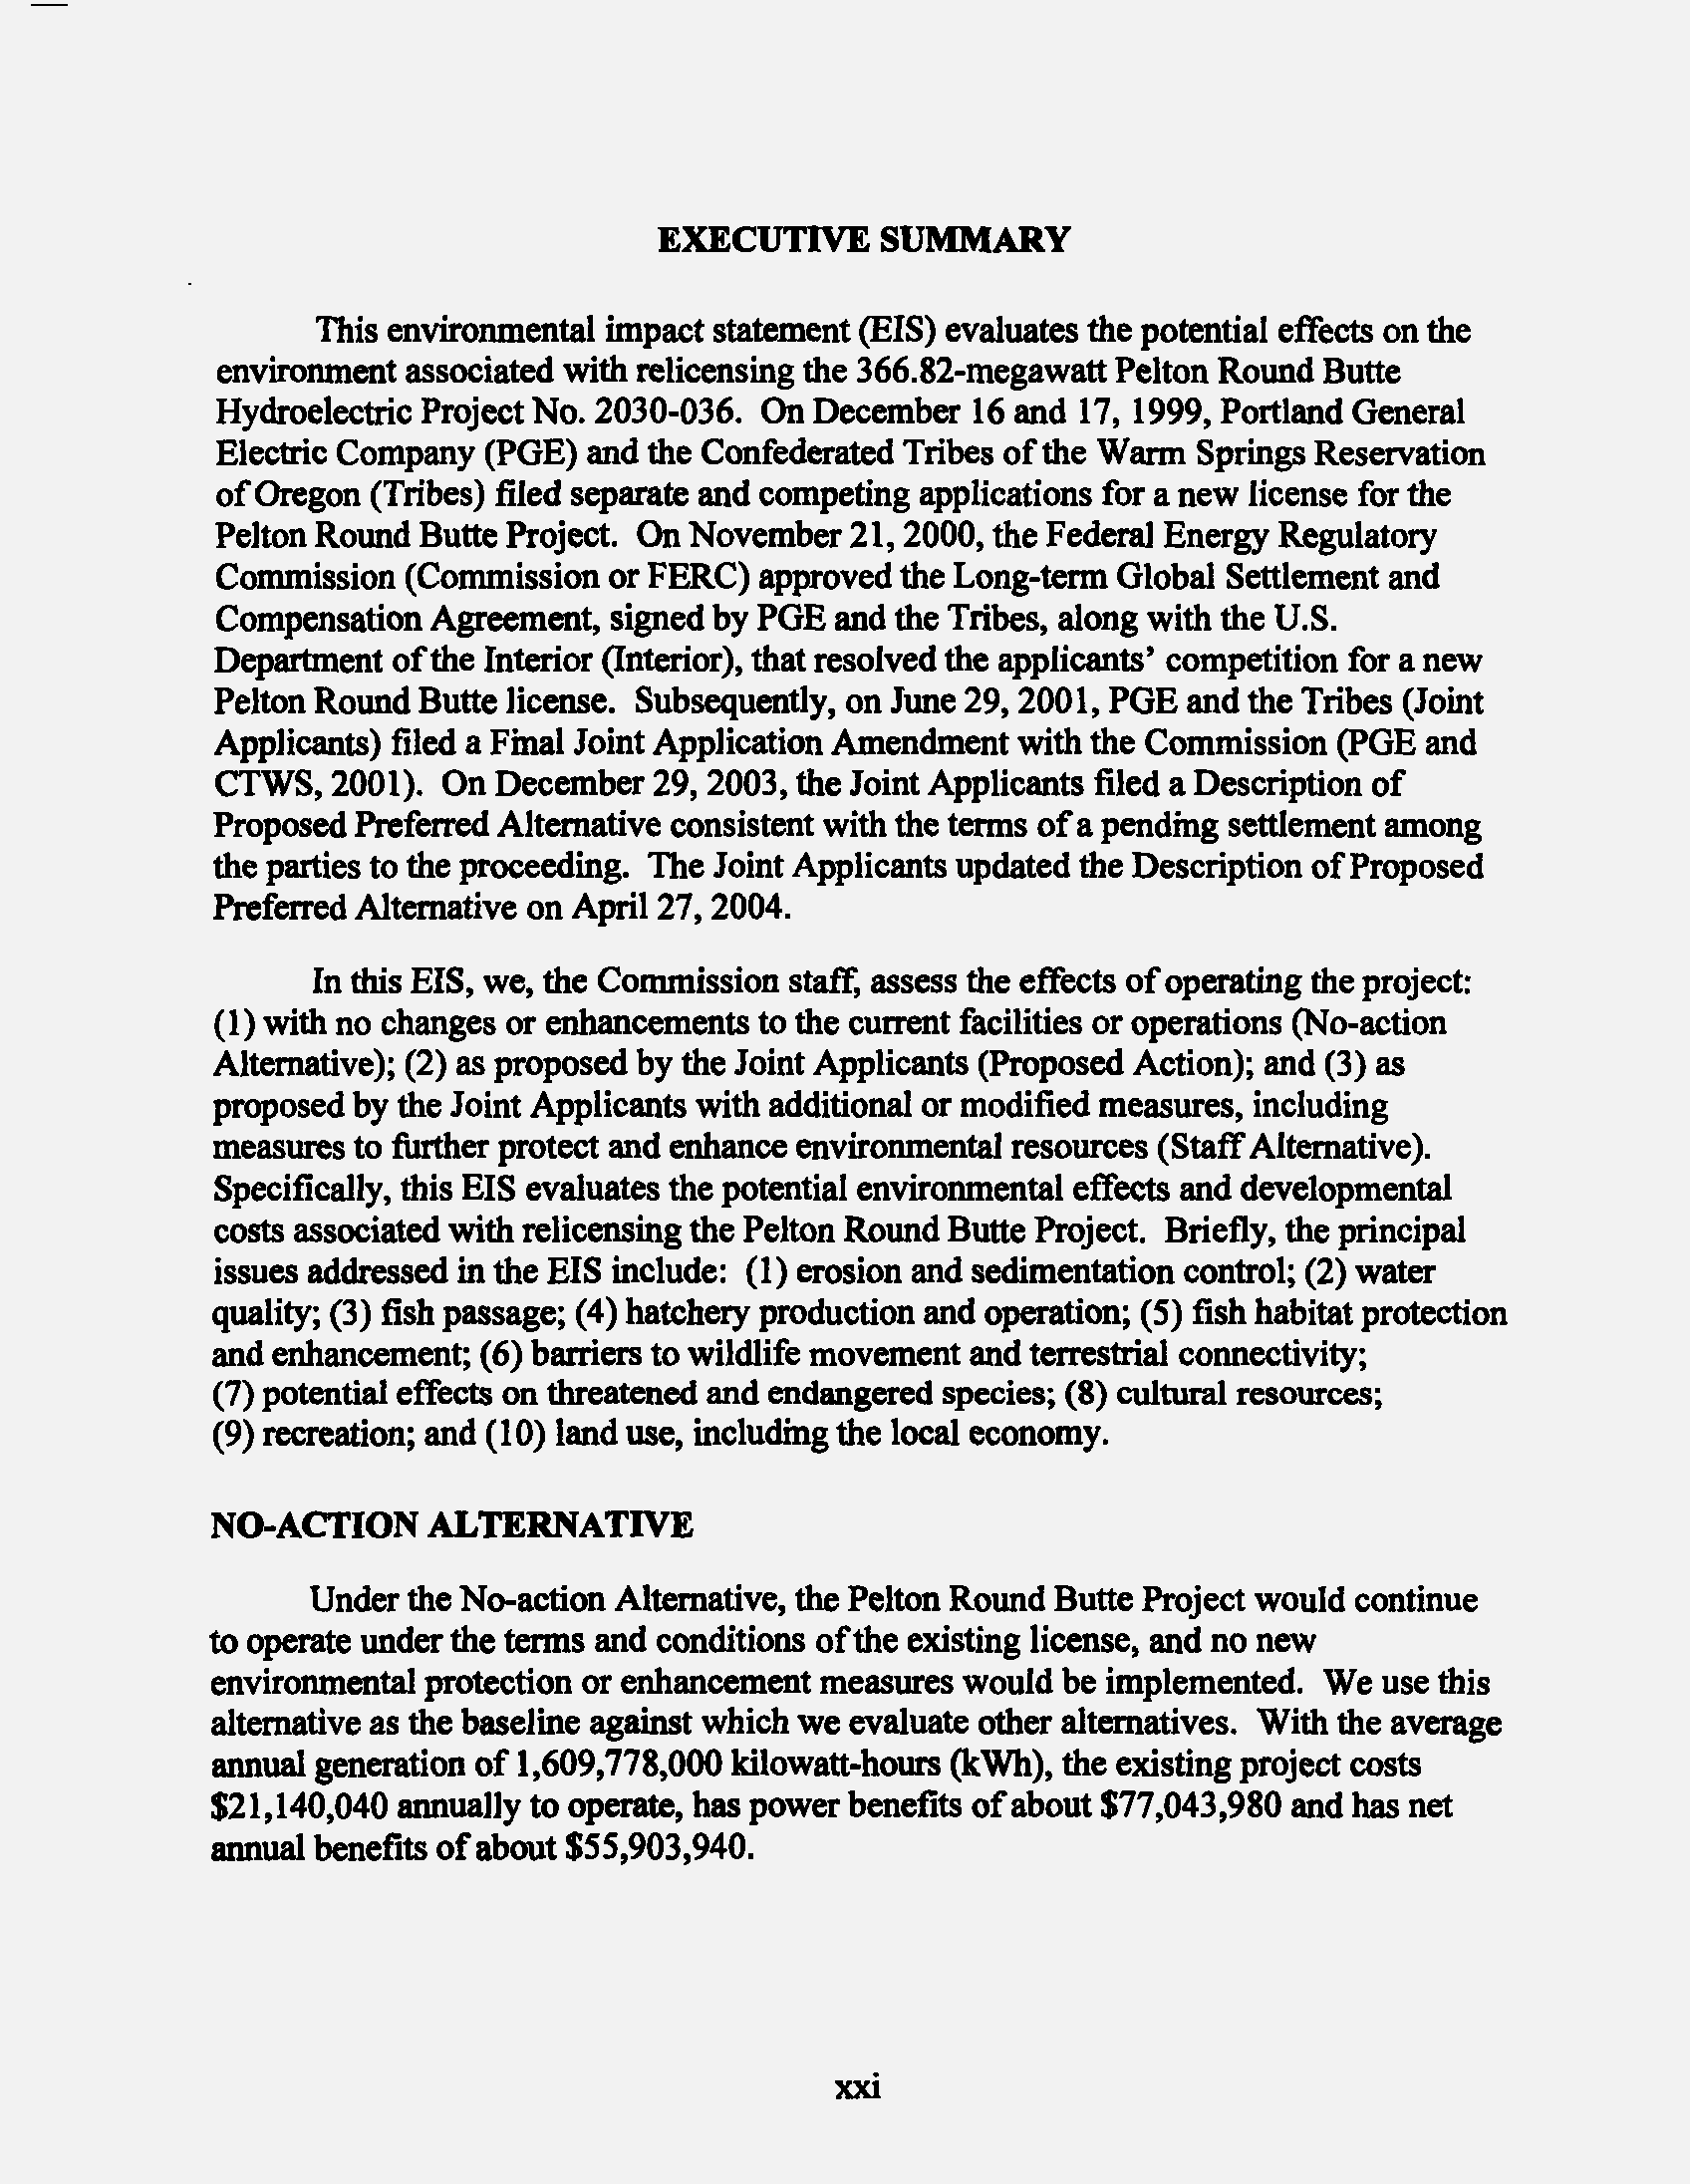 EXECUTIVE SUMMARY
This environmental impact statement (EIS) evaluates the potential effects on the
environment associated with relicensing the 366.82-megawatt Pelton Round Butte
Hydroelectric Project No. 2030-036. On December 16 and 17, 1999, Portland General
Electric Company (PGE) and the Confederated Tribes of the Warm Springs Reservation
of Oregon (Tribes) filed separate and competing applications for a new license for the
Pelton Round Butte Project. On November 21, 2000, the Federal Energy Regulatory
Commission (Commission or FERC) approved the Long-term Global Settlement and
Compensation Agreement, signed by PGE and the Tribes, along with the U.S.
Department of the Interior (Interior), that resolved the applicants' competition for a new
Pelton Round Butte license. Subsequently, on June 29, 2001, PGE and the Tribes (Joint
Applicants) filed a Final Joint Application Amendment with the Commission (PGE and
CTWS, 2001). On December 29, 2003, the Joint Applicants filed a Description of
Proposed Preferred Alternative consistent with the terms of a pending settlement among
the parties to the proceeding. The Joint Applicants updated the Description of Proposed
Preferred Alternative on April 27, 2004.
In this EIS, we, the Commission staff, assess the effects of operating the project:
(1) with no changes or enhancements to the current facilities or operations (No-action
Alternative); (2) as proposed by the Joint Applicants (Proposed Action); and (3) as
proposed by the Joint Applicants with additional or modified measures, including
measures to further protect and enhance environmental resources (Staff Alternative).
Specifically, this EIS evaluates the potential environmental effects and developmental
costs associated with relicensing the Pelton Round Butte Project. Briefly, the principal
issues addressed in the EIS include: (1) erosion and sedimentation control; (2) water
quality; (3) fish passage; (4) hatchery production and operation; (5) fish habitat protection
and enhancement; (6) barriers to wildlife movement and terrestrial connectivity;
(7) potential effects on threatened and endangered species; (8) cultural resources;
(9) recreation; and (10) land use, including the local economy.
NO-ACTION ALTERNATIVE
Under the No-action Alternative, the Pelton Round Butte Project would continue
to operate under the terms and conditions of the existing license, and no new
environmental protection or enhancement measures would be implemented. We use this
alternative as the baseline against which we evaluate other alternatives. With the average
annual generation of 1,609,778,000 kilowatt-hours (kWh), the existing project costs
$21,140,040 annually to operate, has power benefits of about $77,043,980 and has net
annual benefits of about $55,903,940.
xxi